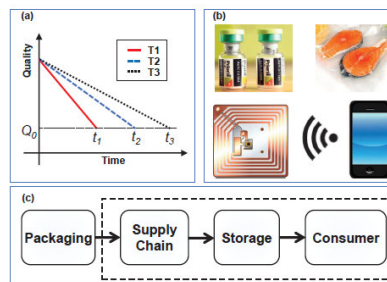 (a)
Quality
T1
T2
T3
Q0
t1
t2
t3
Time
(b)
(c)
Packaging
Supply
Chain
Storage
Consumer